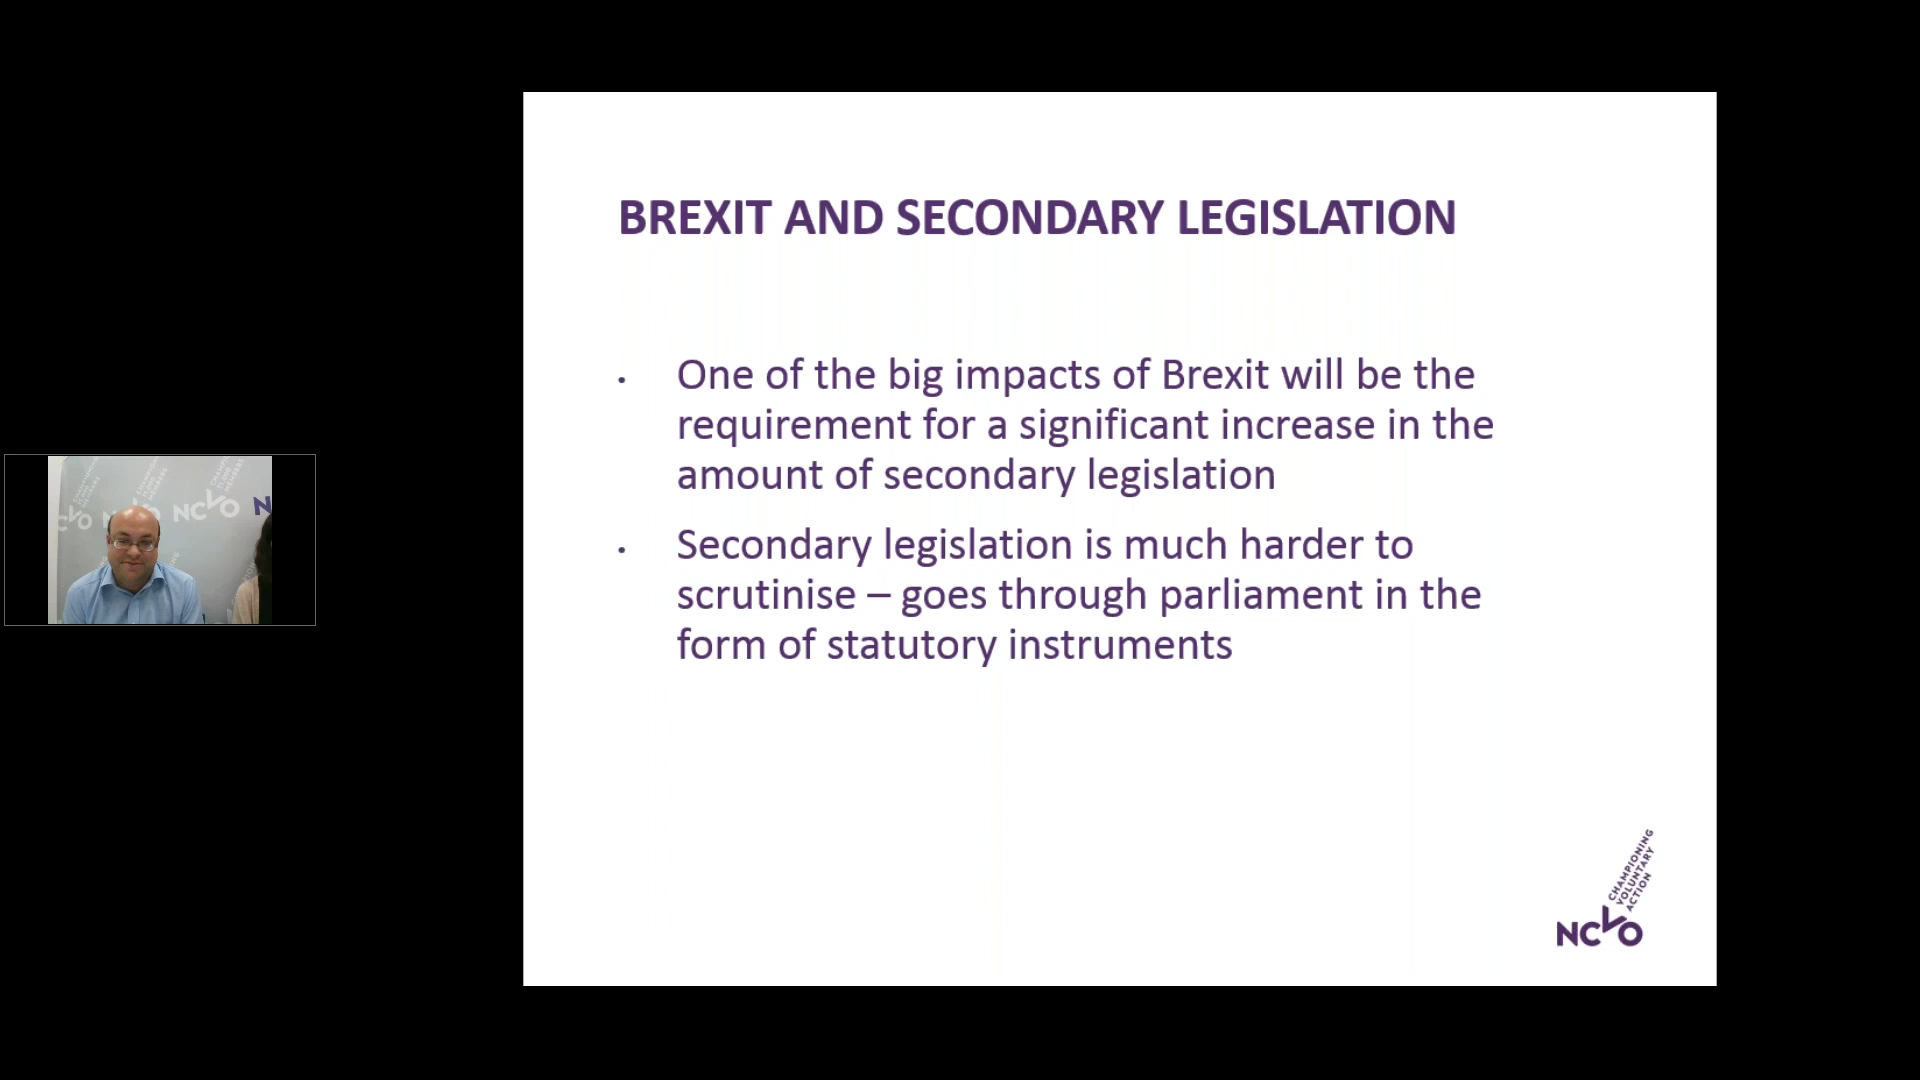 BREXIT AND SECONDARY LEGISLATION
• One of the big impacts of Brexit will be the
requirement for a significant increase in the
amount of secondary legislation
• Secondary legislation is much harder to
scrutinise – goes through parliament in the
form of statutory instruments
CHAMPIONING
VOLUNTARY
ACTION
NCVO
NCVO